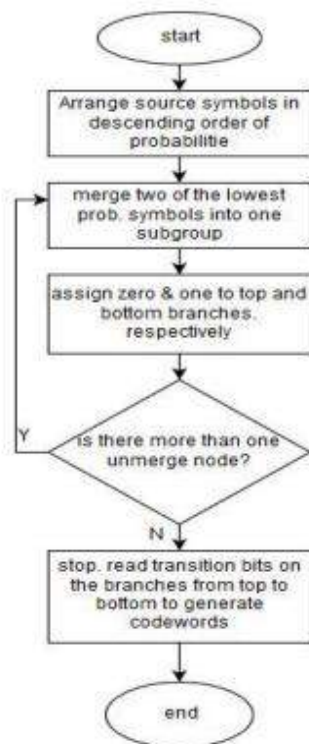 start
Arrange source symbols in
descending order of
probabilitie
merge two of the lowest
prob. symbols into one
subgroup
assign zero & one to top and
bottom branches.
respectively
is there more than one
unmerge node?
Y
N
stop. read transition bits on
the branches from top to
bottom to generate
codewords
end